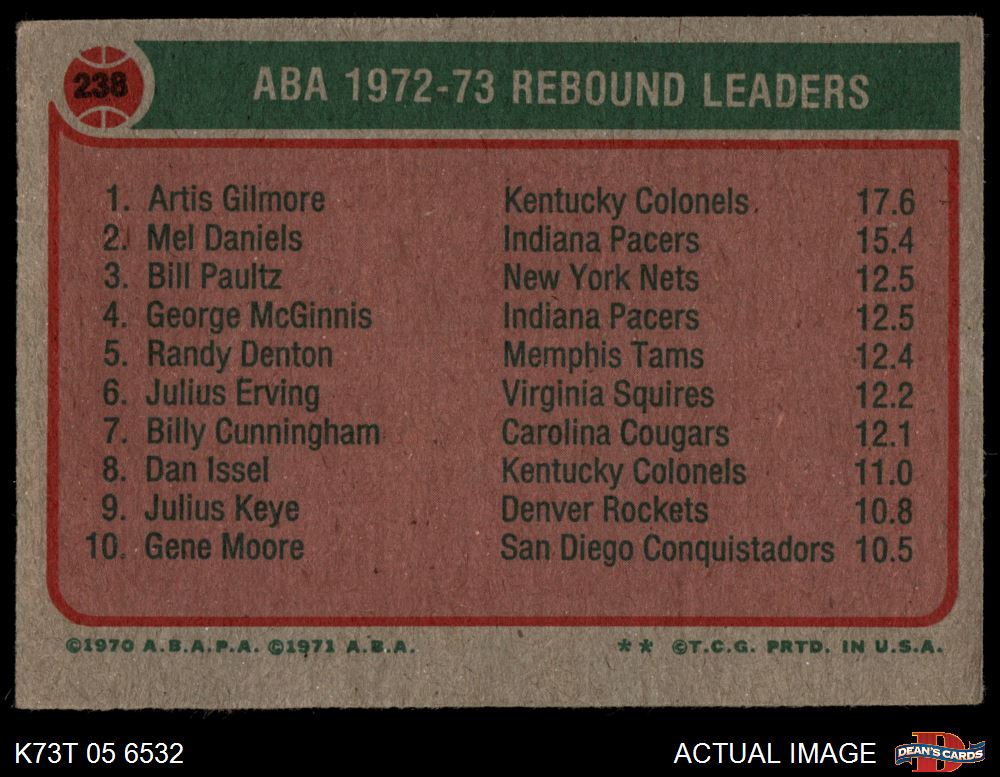 238
ABA 1972-73 REBOUND LEADERS
1. Artis Gilmore Kentucky Colonels 17.6
2. Mel Daniels Indiana Pacers 15.4
3. Bill Paultz New York Nets 12.5
4. George McGinnis Indiana Pacers 12.5
5. Randy Denton Memphis Tams 12.4
6. Julius Erving Virginia Squires 12.2
7. Billy Cunningham Carolina Cougars 12.1
8. Dan Issel Kentucky Colonels 11.0
9. Julius Keye Denver Rockets 10.8
10. Gene Moore San Diego Conquistadors 10.5
©1970 A.B.A.P.A. ©1971 A.B.A. ** ©T.C.G. PRTD. IN U.S.A.
K73T 05 6532 ACTUAL IMAGE DEAN'S CARDS